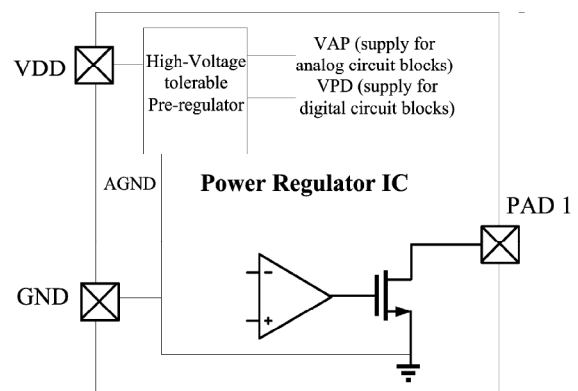 VDD
High-Voltage
tolerable
Pre-regulator
VAP (supply for
analog circuit blocks)
VPD (supply for
digital circuit blocks)
AGND
Power Regulator IC
PAD 1
GND
-
+